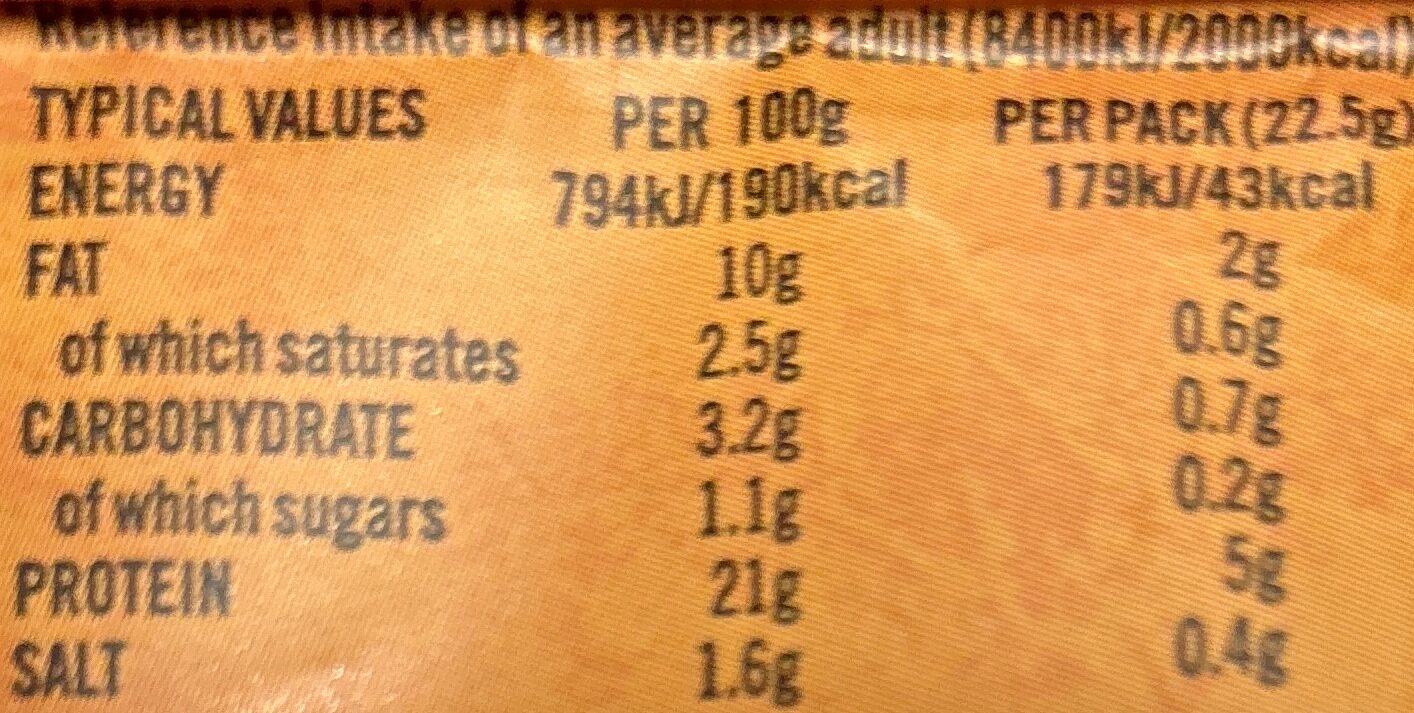 Reference intake of an average adult (8400kJ/2000kcal)
TYPICAL VALUES PER 100g PER PACK (22.5g)
ENERGY 794kJ/190kcal 179kJ/43kcal
FAT 10g 2g
of which saturates 2.5g 0.6g
CARBOHYDRATE 3.2g 0.7g
of which sugars 1.1g 0.2g
PROTEIN 21g 5g
SALT 1.6g 0.4g